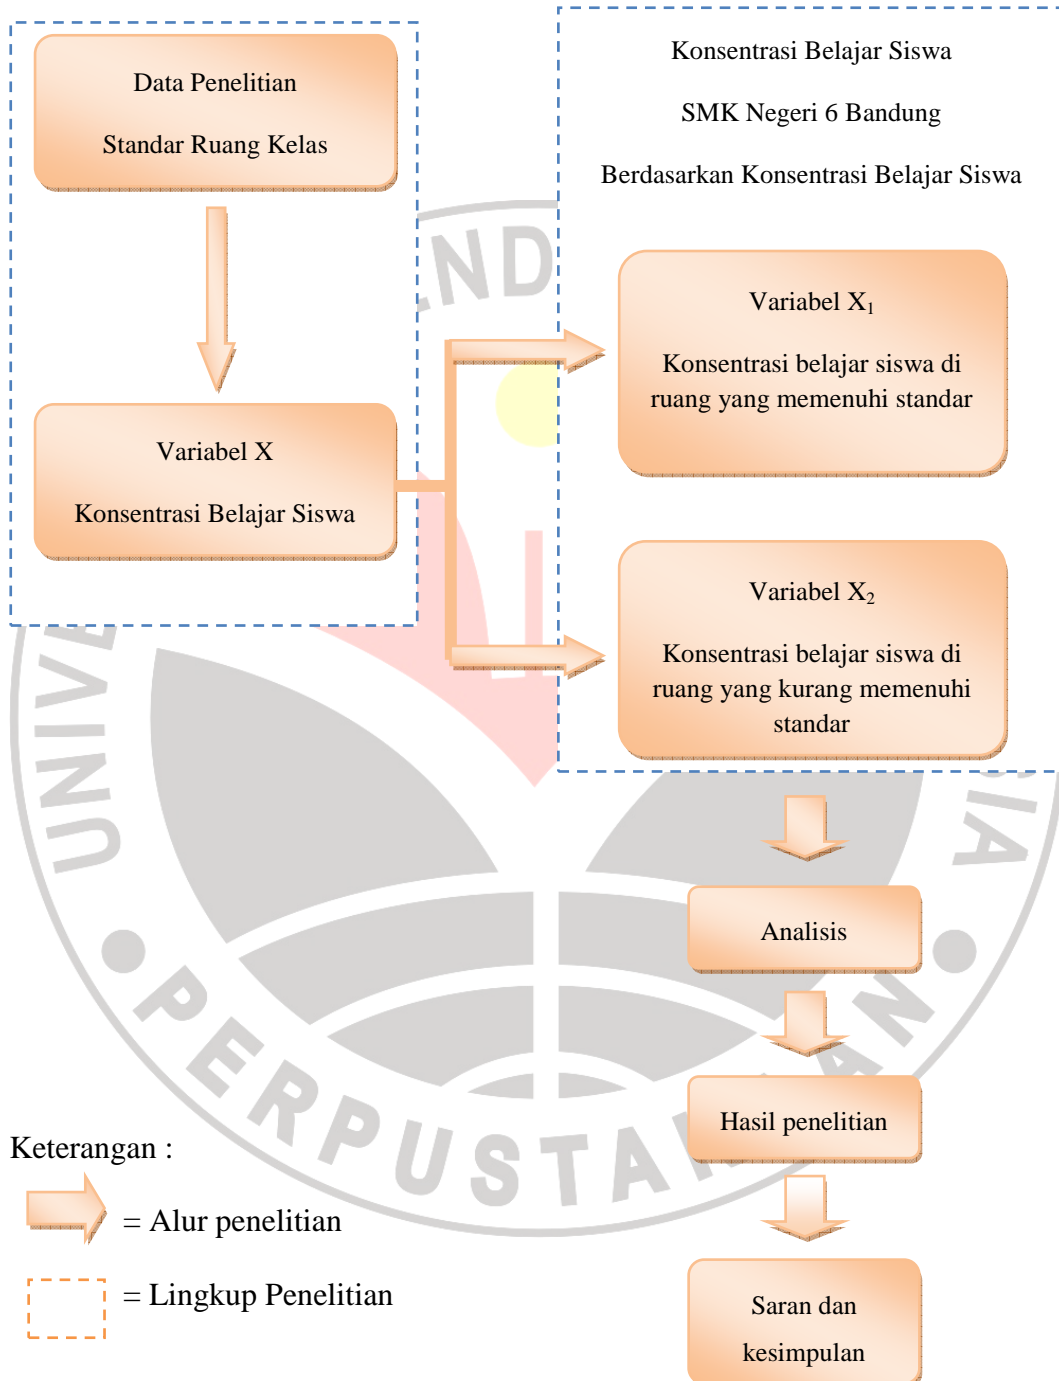 Data Penelitian
Standar Ruang Kelas
Variabel X
Konsentrasi Belajar Siswa
Konsentrasi Belajar Siswa
SMK Negeri 6 Bandung
Berdasarkan Konsentrasi Belajar Siswa
Variabel X₁
Konsentrasi belajar siswa di
ruang yang memenuhi standar
Variabel X₂
Konsentrasi belajar siswa di
ruang yang kurang memenuhi
standar
Analisis
Hasil penelitian
Saran dan
kesimpulan
Keterangan :
= Alur penelitian
= Lingkup Penelitian
PERPUSTAKAAN